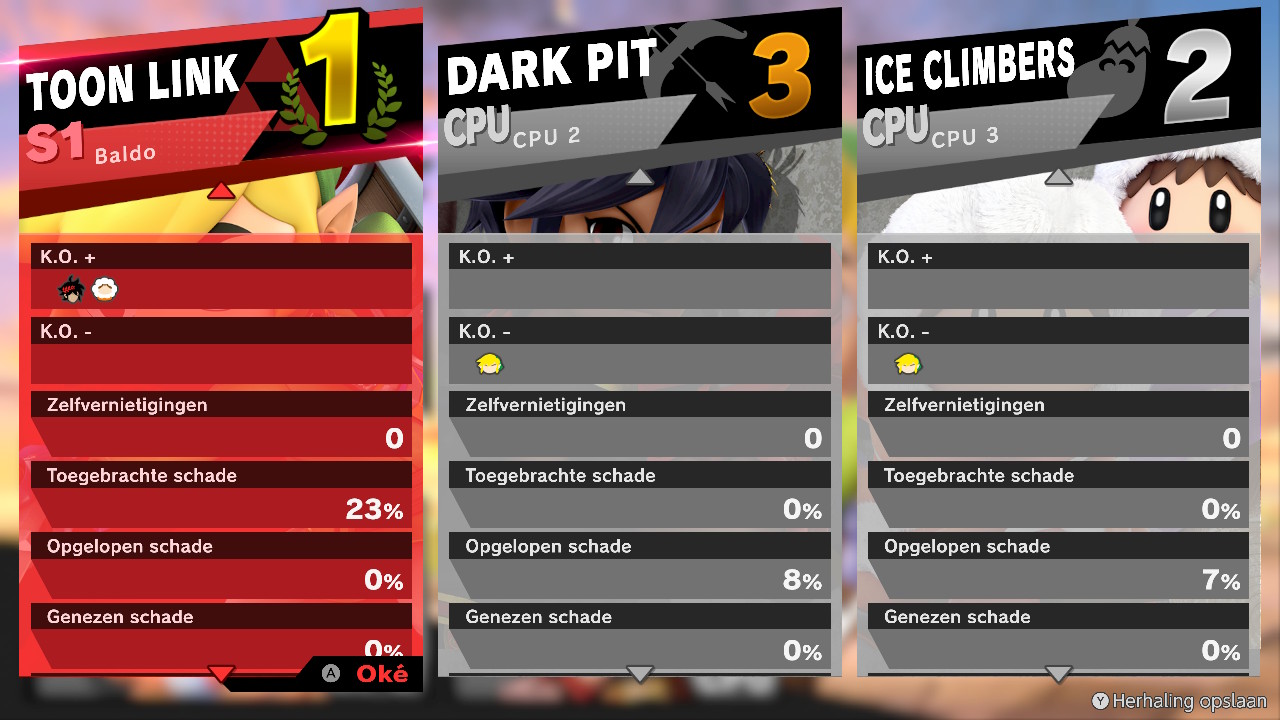 TOON LINK
1
S1 Baldo
K.O. +
K.O. -
Zelfvernietigingen
0
Toegebrachte schade
23%
Opgelopen schade
0%
Genezen schade
0%
A Oké
DARK PIT
3
CPU CPU 2
K.O. +
K.O. -
Zelfvernietigingen
0
Toegebrachte schade
0%
Opgelopen schade
8%
Genezen schade
0%
ICE CLIMBERS
2
CPU CPU 3
K.O. +
K.O. -
Zelfvernietigingen
0
Toegebrachte schade
0%
Opgelopen schade
7%
Genezen schade
0%
Y Herhaling opslaan